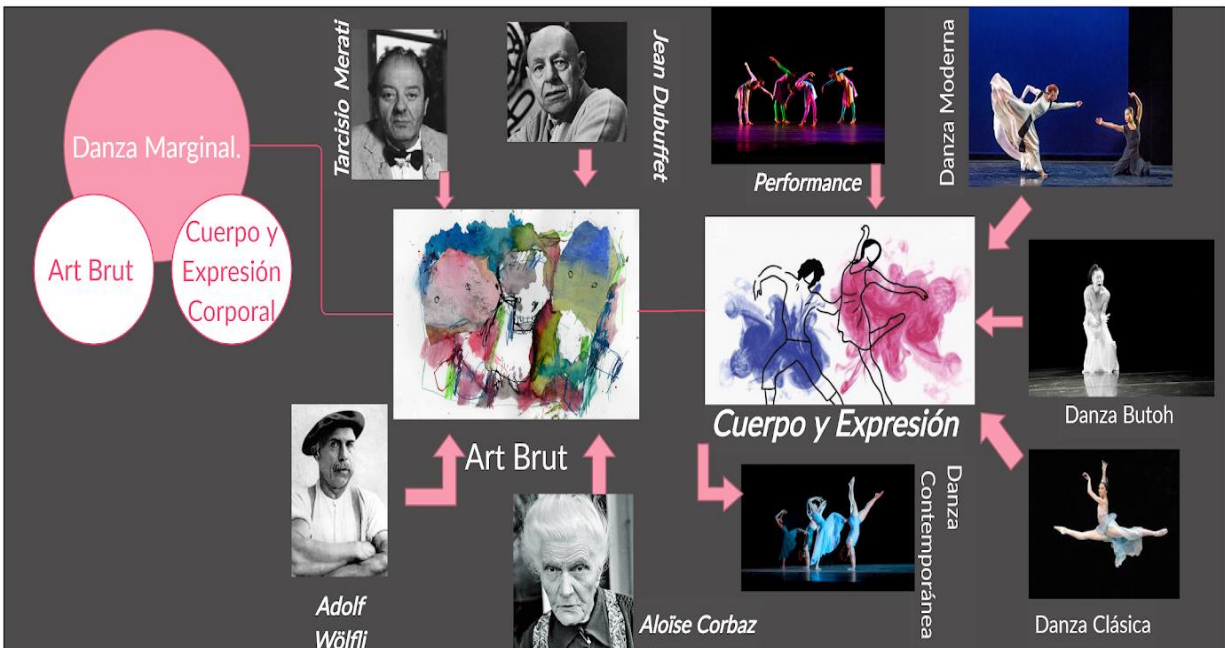 Danza Marginal.
Art Brut
Cuerpo y
Expresión
Corporal
Tarcisio Merati
Jean Dubuffet
Performance
Danza Moderna
Art Brut
Cuerpo y Expresión
Danza Butoh
Adolf
Wölfli
Aloïse Corbaz
Danza
Contemporánea
Danza Clásica